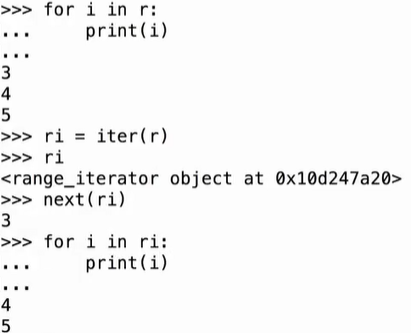 >>> for i in r:
...     print(i)
...
3
4
5
>>> ri = iter(r)
>>> ri
<range_iterator object at 0x10d247a20>
>>> next(ri)
3
>>> for i in ri:
...     print(i)
...
4
5